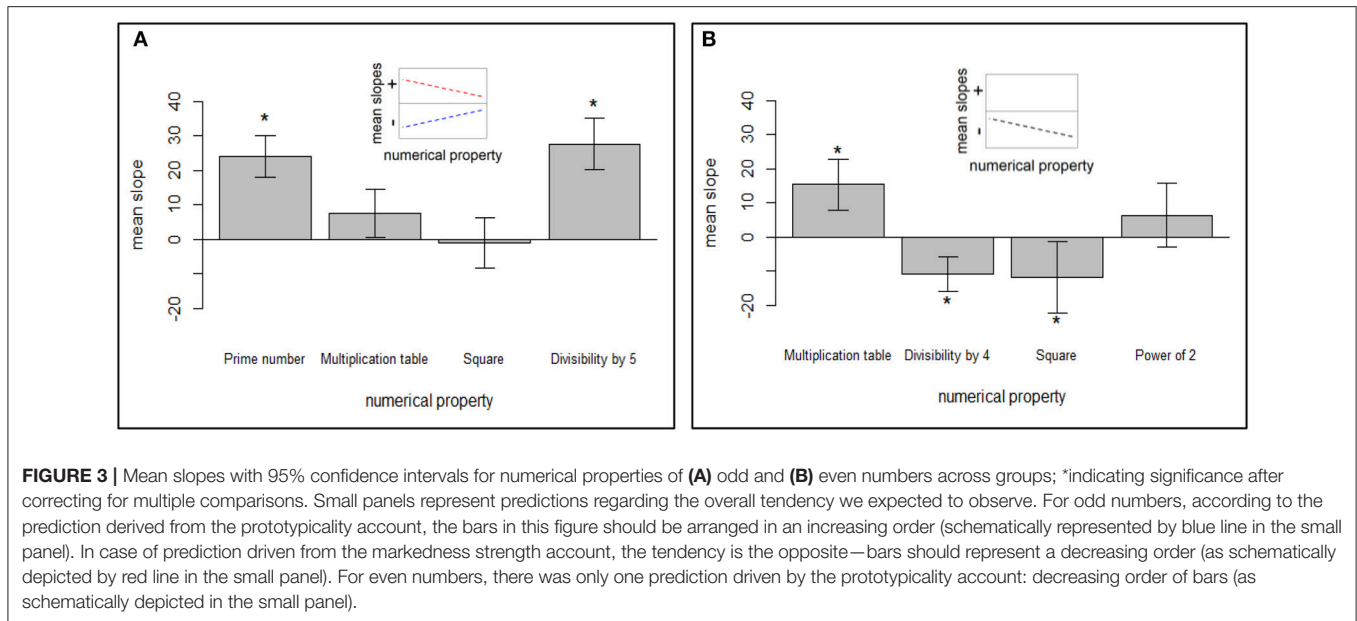 A
mean slopes
- +
numerical property
mean slope
-20 0 10 20 30 40
* *
Prime number Multiplication table Square Divisibility by 5
numerical property
B
mean slopes
- +
numerical property
mean slope
-20 0 10 20 30 40
* * *
Multiplication table Divisibility by 4 Square Power of 2
numerical property
FIGURE 3 | Mean slopes with 95% confidence intervals for numerical properties of (A) odd and (B) even numbers across groups; *indicating significance after
correcting for multiple comparisons. Small panels represent predictions regarding the overall tendency we expected to observe. For odd numbers, according to the
prediction derived from the prototypicality account, the bars in this figure should be arranged in an increasing order (schematically represented by blue line in the small
panel). In case of prediction driven from the markedness strength account, the tendency is the opposite—bars should represent a decreasing order (as schematically
depicted by red line in the small panel). For even numbers, there was only one prediction driven by the prototypicality account: decreasing order of bars (as
schematically depicted in the small panel).